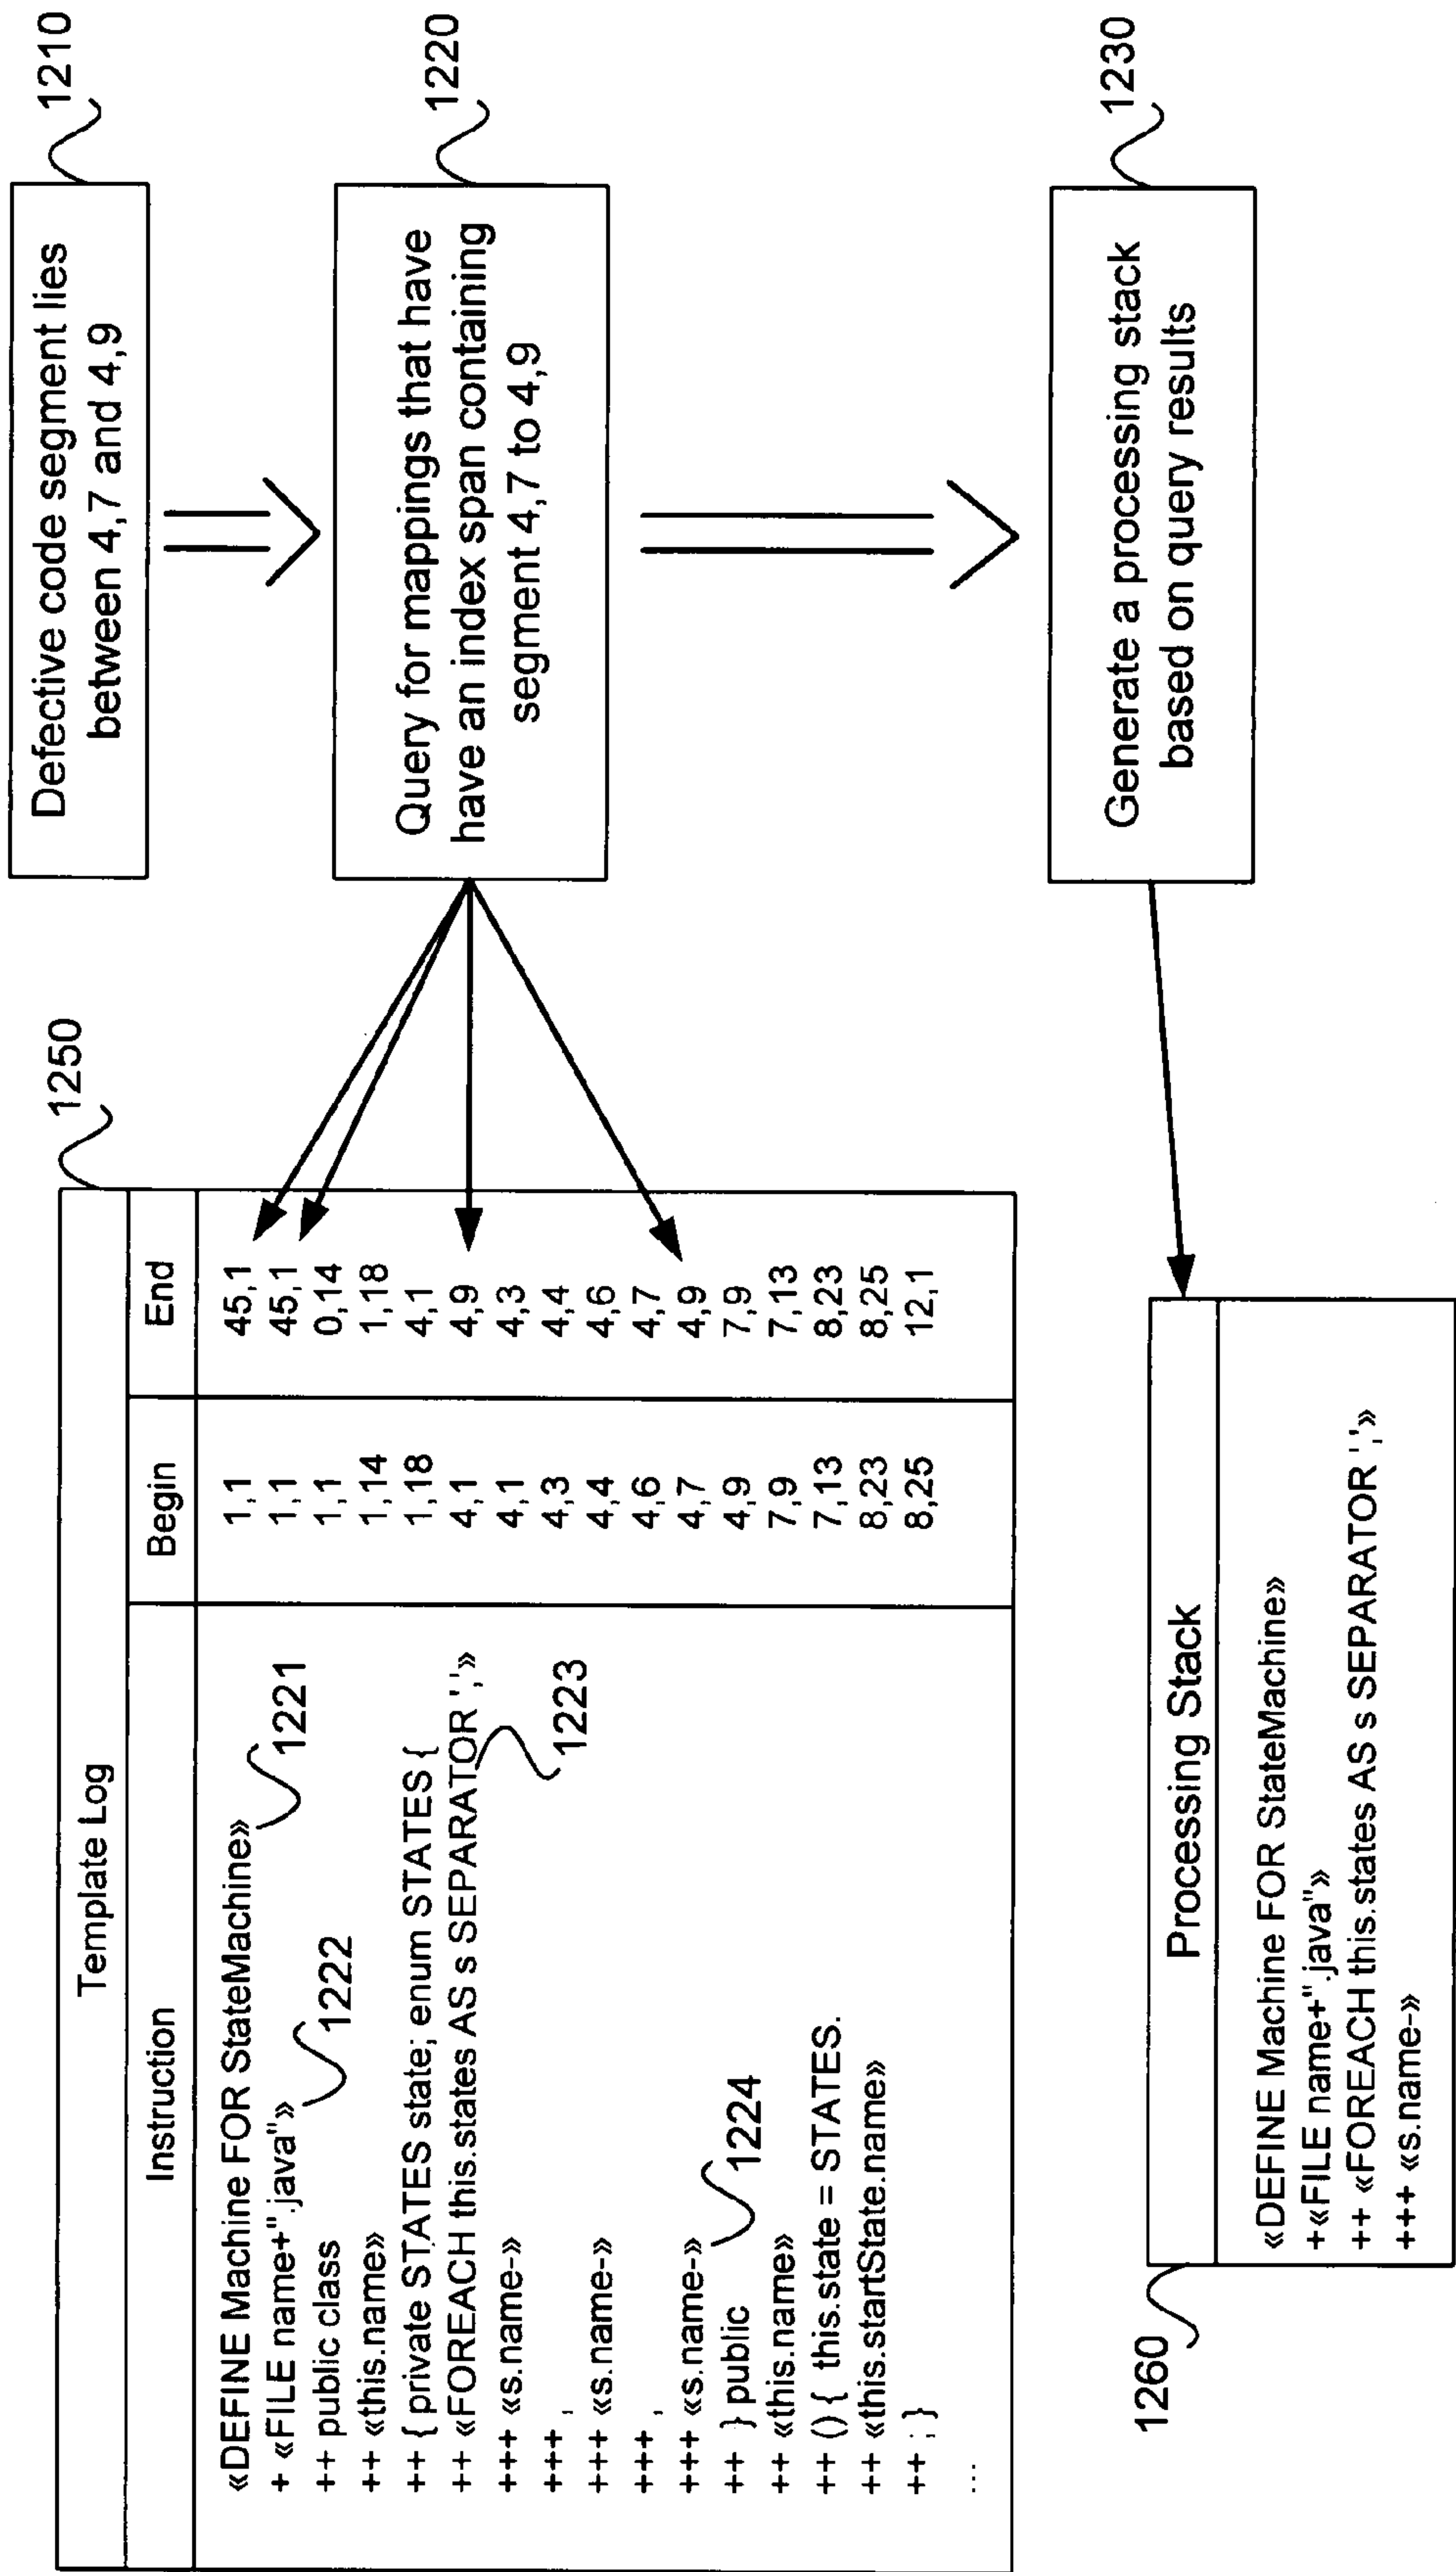 Template Log
1250
Instruction Begin End
«DEFINE Machine FOR StateMachine» 1,1 45,1
1221
+ «FILE name+".java"» 1,1 45,1
1222
++ public class 1,1 0,14
++ «this.name» 1,14 1,18
++ { private STATES state; enum STATES { 1,18 4,1
++ «FOREACH this.states AS s SEPARATOR ','» 4,1 4,9
1223
+++ «s.name-» 4,1 4,3
+++ , 4,3 4,4
+++ «s.name-» 4,4 4,6
+++ , 4,6 4,7
+++ «s.name-» 4,7 4,9
1224
++ } public 4,9 7,9
++ «this.name» 7,9 7,13
++ () { this.state = STATES. 7,13 8,23
++ «this.startState.name» 8,23 8,25
++ ; } 8,25 12,1
...
Defective code segment lies
between 4,7 and 4,9
1210
Query for mappings that have
have an index span containing
segment 4,7 to 4,9
1220
Generate a processing stack
based on query results
1230
1260
Processing Stack
«DEFINE Machine FOR StateMachine»
+«FILE name+".java"»
++ «FOREACH this.states AS s SEPARATOR ','»
+++ «s.name-»